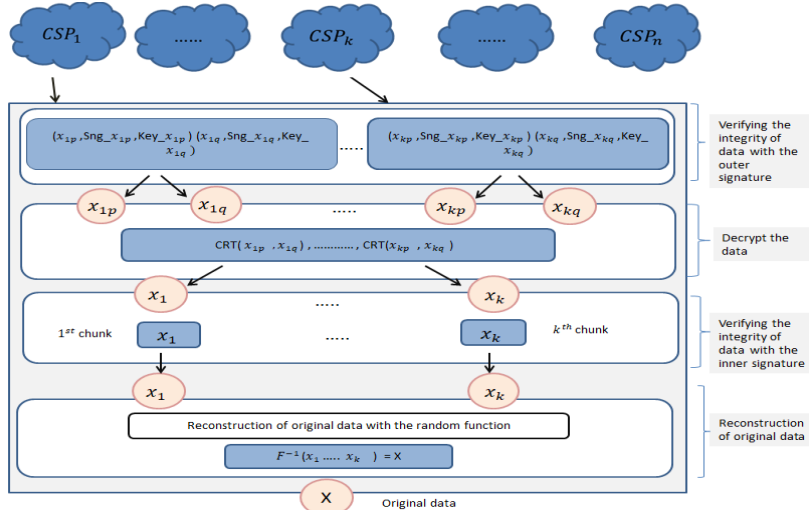 CSP₁ ...... CSPₖ ...... CSPₙ
(x₁ₚ,Sng_x₁ₚ,Key_x₁ₚ) (x₁q,Sng_x₁q,Key_
x₁q )
.....
(xₖₚ,Sng_xₖₚ,Key_xₖₚ) (xₖq,Sng_xₖq,Key_
xₖq )
Verifying the
integrity of
data with the
outer
signature
x₁ₚ x₁q ..... xₖₚ xₖq
CRT( x₁ₚ , x₁q ) , ............, CRT(xₖₚ , xₖq )
Decrypt the
data
x₁ ..... xₖ
1ˢᵗ chunk x₁ ..... xₖ kᵗʰ chunk
Verifying the
integrity of
data with the
inner signature
x₁ xₖ
Reconstruction of original data with the random function
F⁻¹(x₁ ..... xₖ ) = X
Reconstruction
of original data
X Original data